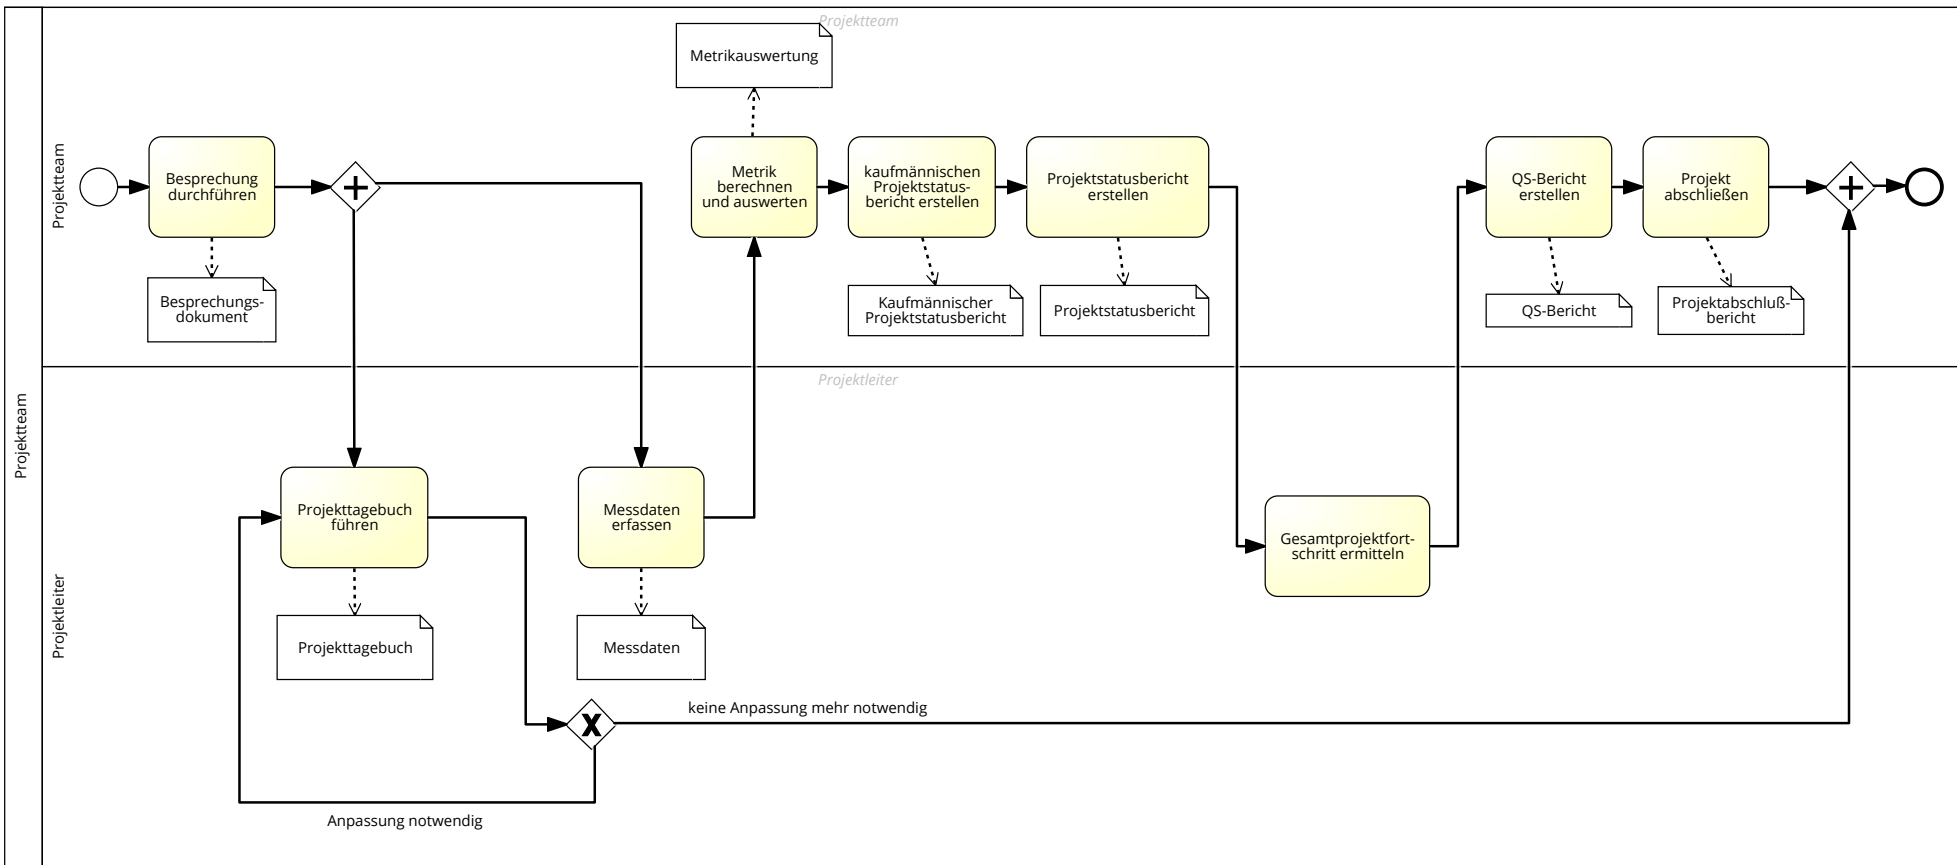 Projektteam
Projektteam
Projektteam
Metrikauswertung
Besprechung
durchführen
Metrik
berechnen
und auswerten
kaufmännischen
Projektstatus-
bericht erstellen
Projektstatusbericht
erstellen
QS-Bericht
erstellen
Projekt
abschließen
Besprechungs-
dokument
Kaufmännischer
Projektstatusbericht
Projektstatusbericht
QS-Bericht
Projektabschluß-
bericht
Projektleiter
Projektleiter
Projekttagebuch
führen
Messdaten
erfassen
Gesamtprojektfort-
schritt ermitteln
Projekttagebuch
Messdaten
keine Anpassung mehr notwendig
Anpassung notwendig